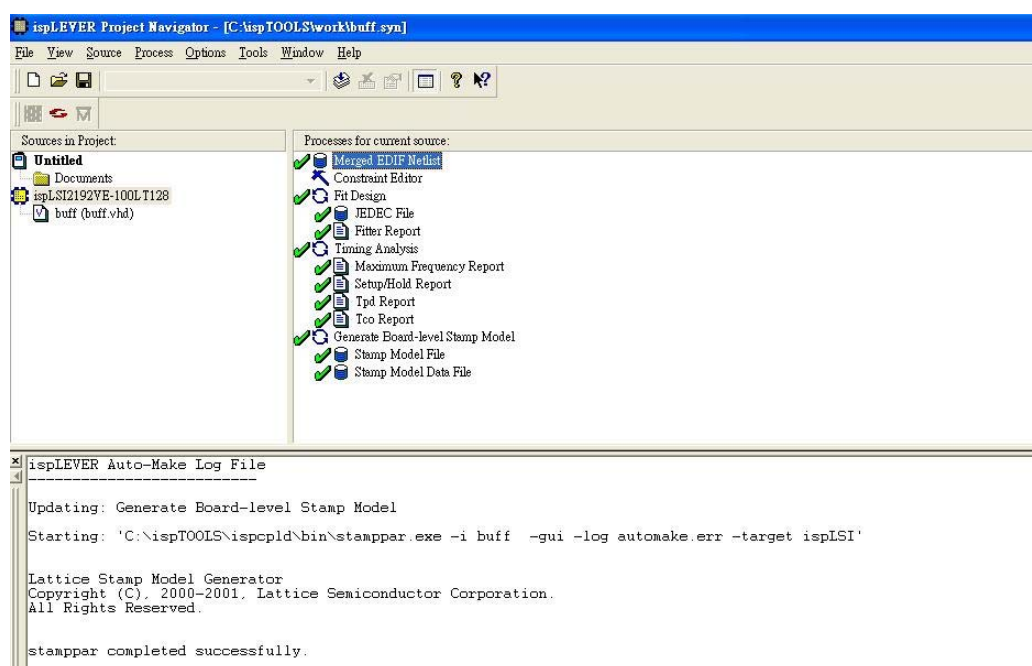 ispLEVER Project Navigator - [C:\ispTOOLS\work\buff.syn]
File View Source Process Options Tools Window Help
Sources in Project:
Untitled
Documents
ispLSI2192VE-100LT128
buff (buff.vhd)
Processes for current source:
Merged EDIF Netlist
Constraint Editor
Fit Design
JEDEC File
Fitter Report
Timing Analysis
Maximum Frequency Report
Setup/Hold Report
Tpd Report
Tco Report
Generate Board-level Stamp Model
Stamp Model File
Stamp Model Data File
ispLEVER Auto-Make Log File
---------------------------
Updating: Generate Board-level Stamp Model
Starting: 'C:\ispTOOLS\ispcpld\bin\stamppar.exe -i buff -gui -log automake.err -target ispLSI'
Lattice Stamp Model Generator
Copyright (C), 2000-2001, Lattice Semiconductor Corporation.
All Rights Reserved.
stamppar completed successfully.